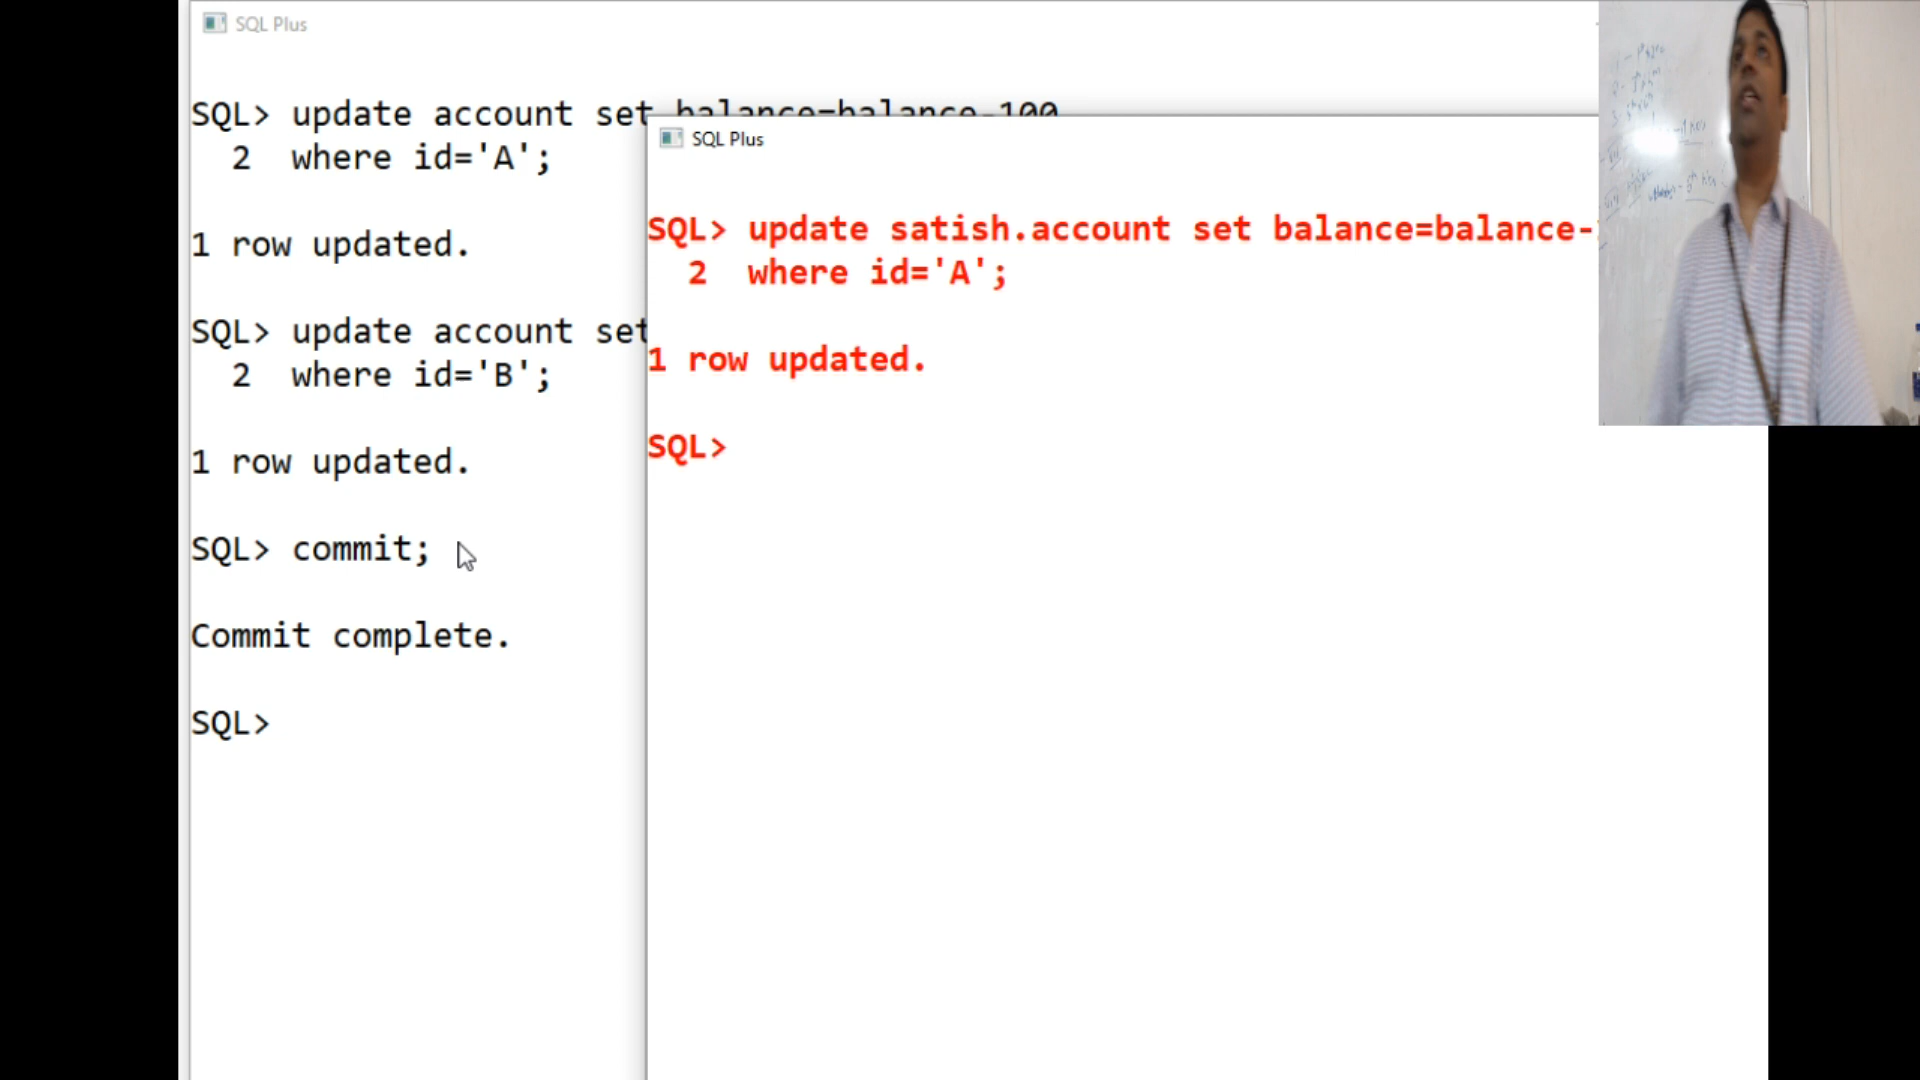 SQL Plus
SQL> update account set balance=balance-100
2 where id='A';
1 row updated.
SQL> update account set
2 where id='B';
1 row updated.
SQL> commit;
Commit complete.
SQL>
SQL Plus
SQL> update satish.account set balance=balance-
2 where id='A';
1 row updated.
SQL>